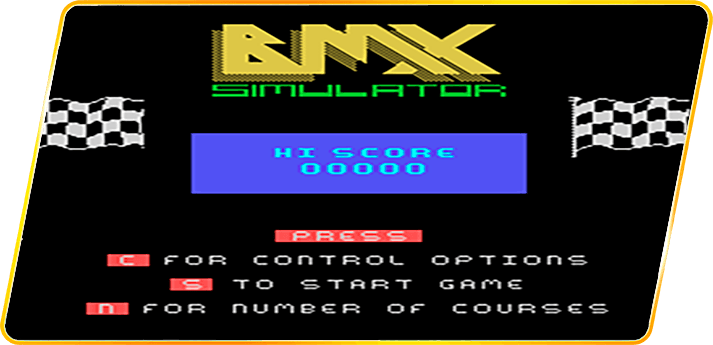 BMX
SIMULATOR
HI SCORE
00000
PRESS
C FOR CONTROL OPTIONS
S TO START GAME
N FOR NUMBER OF COURSES